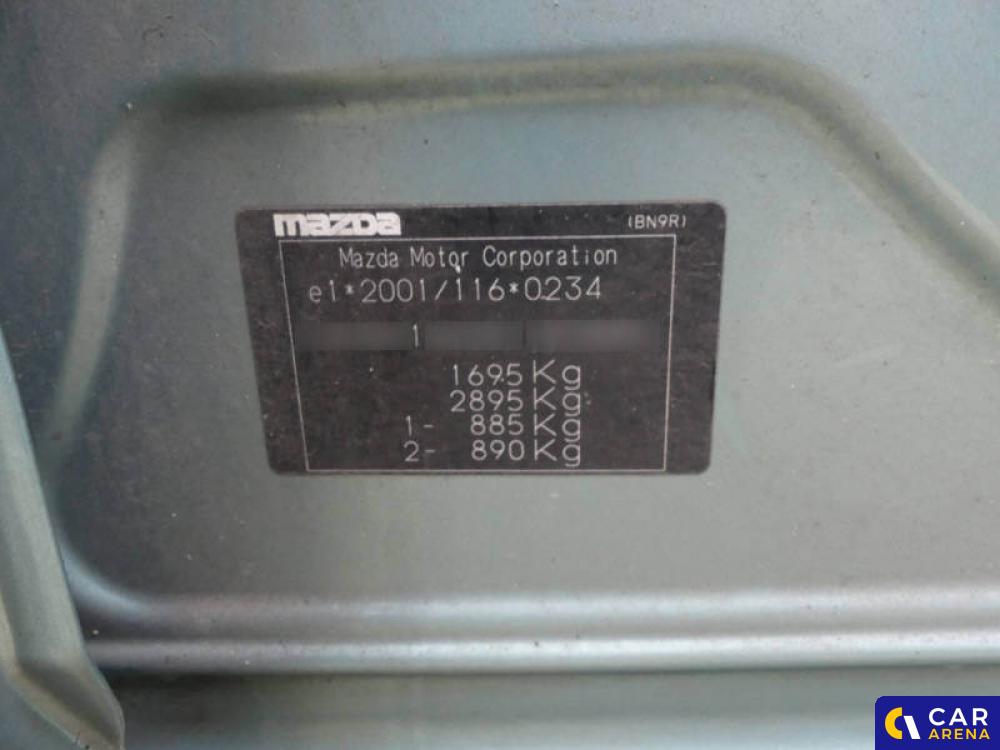 mazda (BN9R)
Mazda Motor Corporation
e1*2001/116*0234
1
1695 Kg
2895 Kg
1- 885 Kg
2- 890 Kg
CAR
ARENA